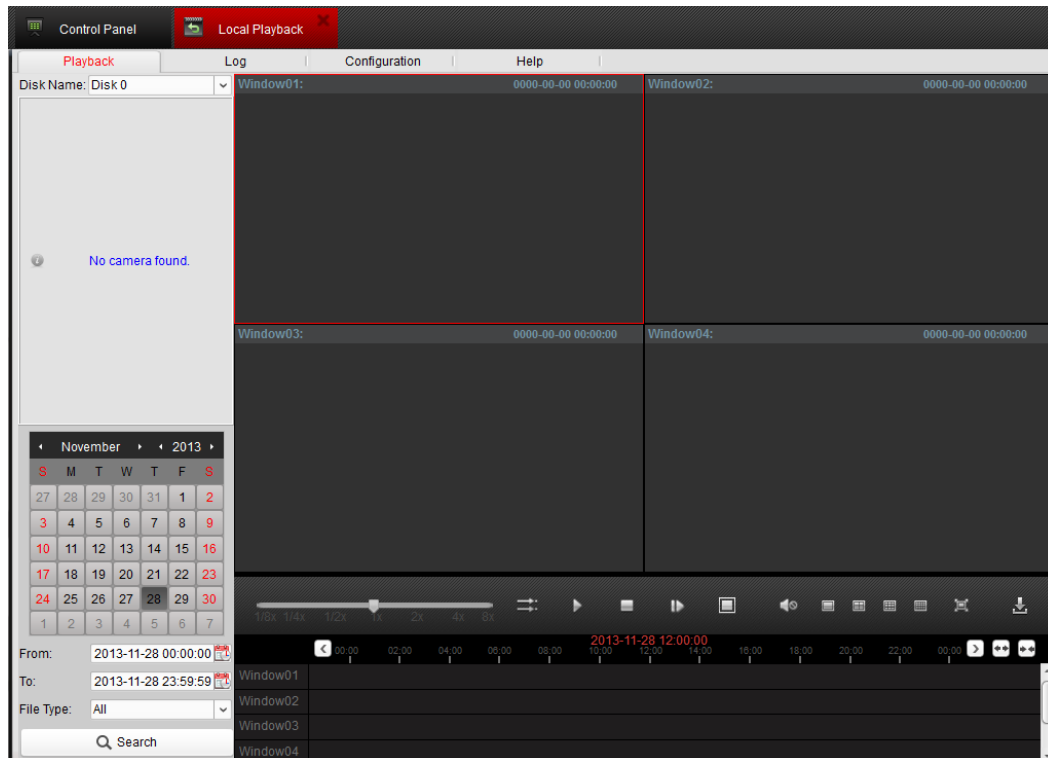 Control Panel
Local Playback
Playback
Log
Configuration
Help
Disk Name: Disk 0
Window01:
0000-00-00 00:00:00
Window02:
0000-00-00 00:00:00
No camera found.
Window03:
0000-00-00 00:00:00
Window04:
0000-00-00 00:00:00
November 2013
S M T W T F S
27 28 29 30 31 1 2
3 4 5 6 7 8 9
10 11 12 13 14 15 16
17 18 19 20 21 22 23
24 25 26 27 28 29 30
1 2 3 4 5 6 7
1/8x 1/4x 1/2x 1x 2x 4x 8x
2013-11-28 12:00:00
00:00 02:00 04:00 06:00 08:00 10:00 12:00 14:00 16:00 18:00 20:00 22:00 00:00
From: 2013-11-28 00:00:00
To: 2013-11-28 23:59:59
File Type: All
Search
Window01
Window02
Window03
Window04